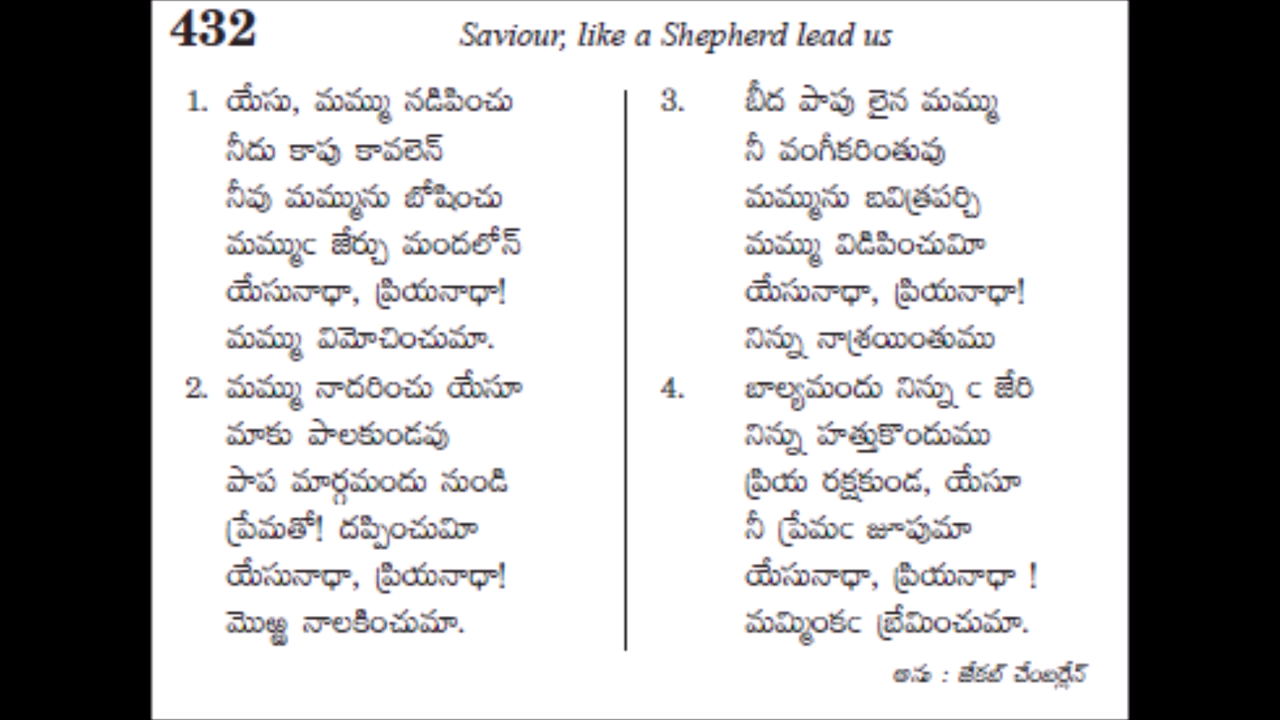 432
Saviour, like a Shepherd lead us
1. యేసు, మమ్ము నడిపించు
నీదు కాపు కావలెన్
నీవు మమ్మును బోషించు
మమ్ముఁ జేర్చు మందలోన్
యేసునాధా, ప్రియనాధా!
మమ్ము విమోచించుమా.
2. మమ్ము నాదరించు యేసూ
మాకు పాలకుండవు
పాప మార్గమందు నుండి
ప్రేమతో! దప్పించుమీా
యేసునాధా, ప్రియనాధా!
మొఱ్ఱ నాలకించుమా.
3. బీద పాపు లైన మమ్ము
నీ వంగీకరింతువు
మమ్మును బవిత్రపర్చి
మమ్ము విడిపించుమీా
యేసునాధా, ప్రియనాధా!
నిన్ను నాశ్రయింతుము
4. బాల్యమందు నిన్ను ఁ జేరి
నిన్ను హత్తుకొందుము
ప్రియ రక్షకుండ, యేసూ
నీ ప్రేమఁ జూపుమా
యేసునాధా, ప్రియనాధా !
మమ్మింకఁ బ్రేమించుమా.
అను : జేకబ్ చేంబర్లేన్